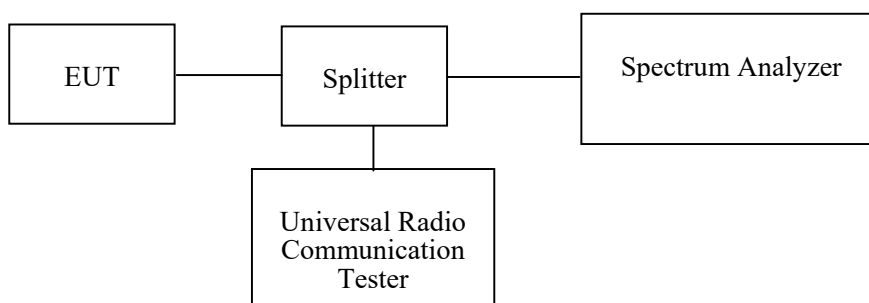 EUT
Splitter
Spectrum Analyzer
Universal Radio
Communication
Tester